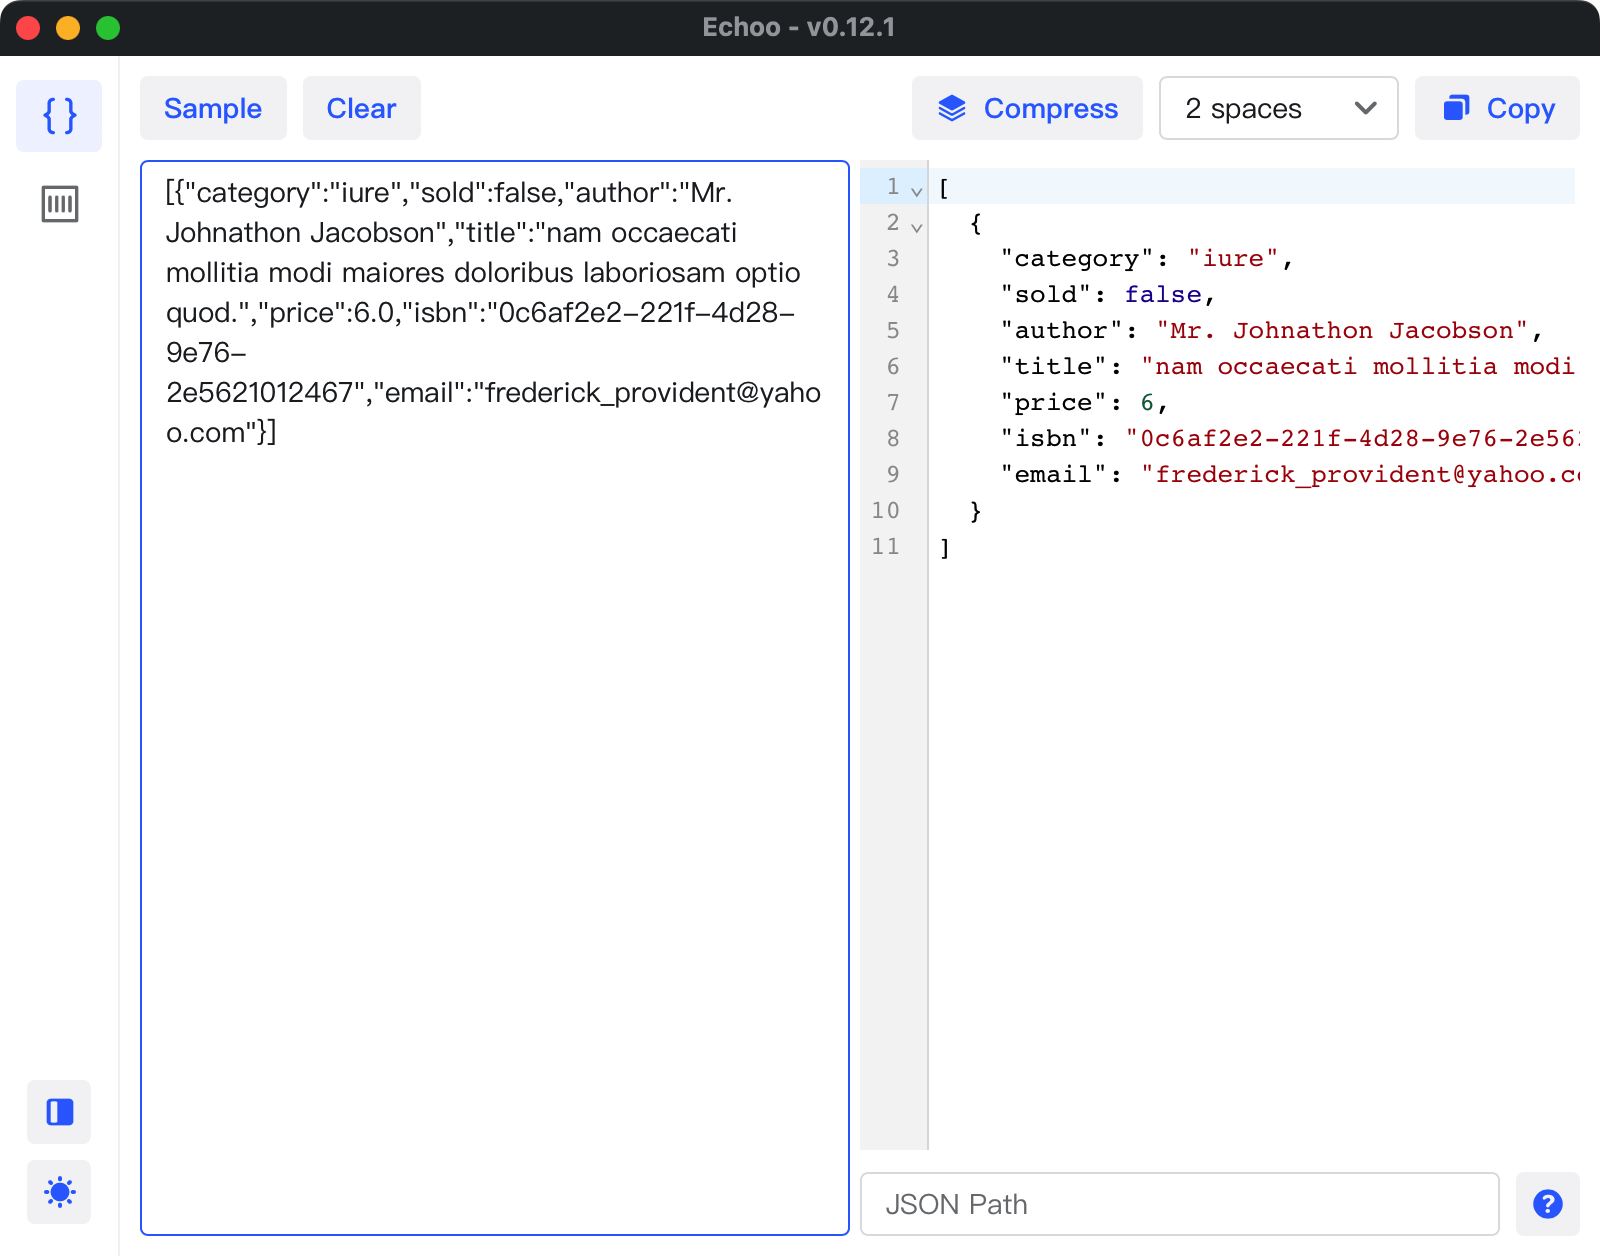 Echoo - v0.12.1
{ }
Sample
Clear
Compress
2 spaces
Copy
[{"category":"iure","sold":false,"author":"Mr.
Johnathon Jacobson","title":"nam occaecati
mollitia modi maiores doloribus laboriosam optio
quod.","price":6.0,"isbn":"0c6af2e2-221f-4d28-
9e76-
2e5621012467","email":"frederick_provident@yaho
o.com"}]
1 [
2 {
3 "category": "iure",
4 "sold": false,
5 "author": "Mr. Johnathon Jacobson",
6 "title": "nam occaecati mollitia modi
7 "price": 6,
8 "isbn": "0c6af2e2-221f-4d28-9e76-2e562
9 "email": "frederick_provident@yahoo.co
10 }
11 ]
JSON Path
?